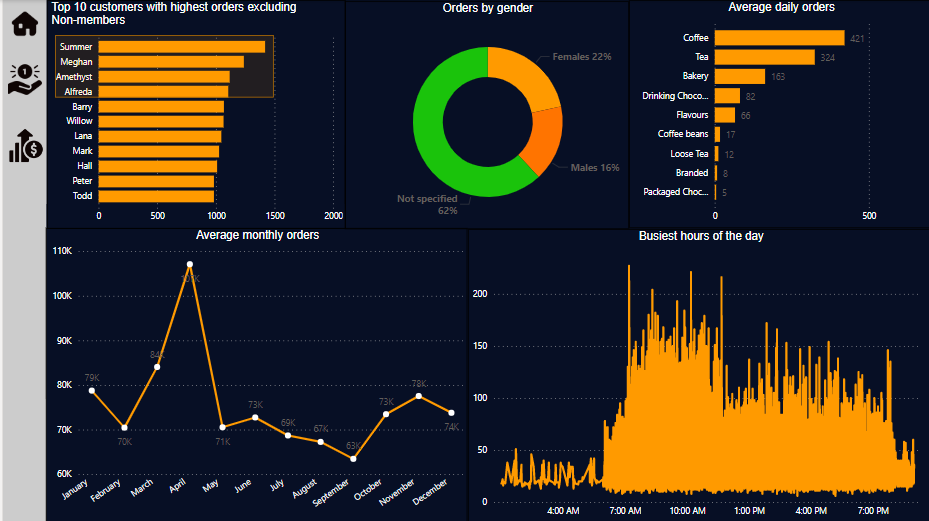 Top 10 customers with highest orders excluding
Non-members
Summer
Meghan
Amethyst
Alfreda
Barry
Willow
Lana
Mark
Hall
Peter
Todd
0 500 1000 1500 2000
Orders by gender
Females 22%
Males 16%
Not specified
62%
Average daily orders
Coffee 421
Tea 324
Bakery 163
Drinking Choco... 82
Flavours 66
Coffee beans 17
Loose Tea 12
Branded 8
Packaged Choc... 5
0 500
Average monthly orders
110K
100K
90K
80K
70K
60K
79K
70K
84K
107K
71K
73K
69K
67K
63K
73K
78K
74K
January February March April May June July August September October November December
Busiest hours of the day
200
150
100
50
0
4:00 AM 7:00 AM 10:00 AM 1:00 PM 4:00 PM 7:00 PM
1
$